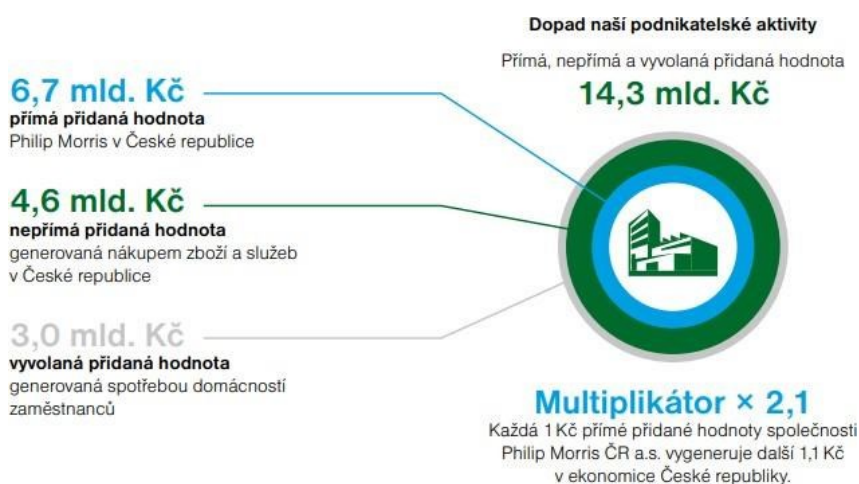 Dopad naší podnikatelské aktivity
Přímá, nepřímá a vyvolaná přidaná hodnota
14,3 mld. Kč
6,7 mld. Kč
přímá přidaná hodnota
Philip Morris v České republice
4,6 mld. Kč
nepřímá přidaná hodnota
generovaná nákupem zboží a služeb
v České republice
3,0 mld. Kč
vyvolaná přidaná hodnota
generovaná spotřebou domácností
zaměstnanců
Multiplikátor × 2,1
Každá 1 Kč přímé přidané hodnoty společnosti
Philip Morris ČR a.s. vygeneruje další 1,1 Kč
v ekonomice České republiky.